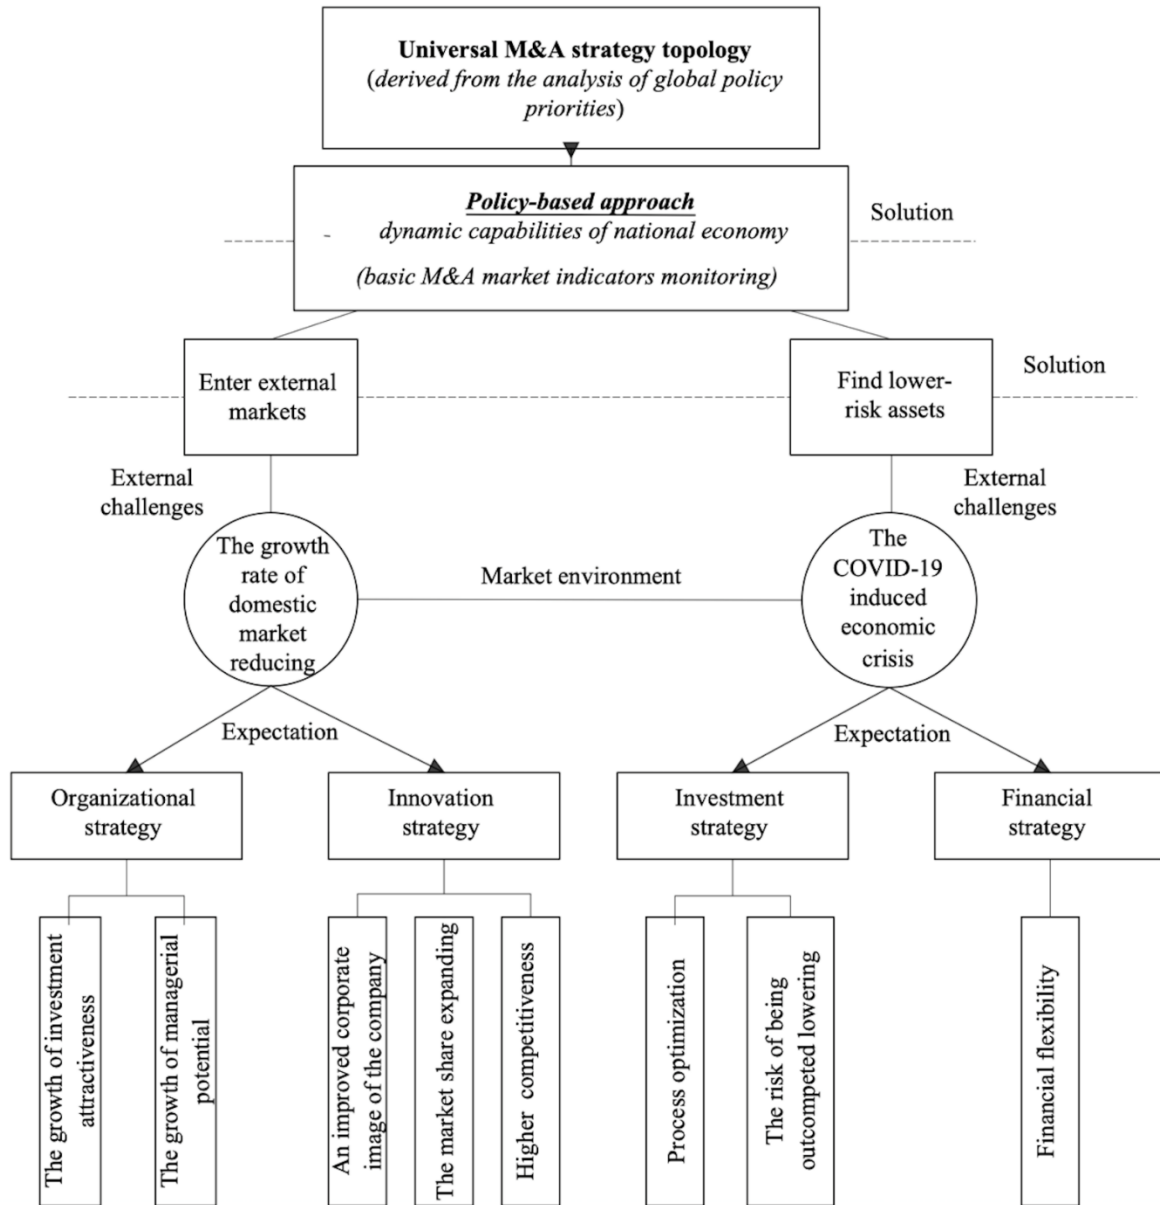 Universal M&A strategy topology
(derived from the analysis of global policy
priorities)
Policy-based approach
- dynamic capabilities of national economy
(basic M&A market indicators monitoring)
Solution
Enter external
markets
Find lower-
risk assets
Solution
External
challenges
External
challenges
The growth
rate of
domestic
market
reducing
Market environment
The
COVID-19
induced
economic
crisis
Expectation
Expectation
Organizational
strategy
Innovation
strategy
Investment
strategy
Financial
strategy
The growth of investment
attractiveness
The growth of managerial
potential
An improved corporate
image of the company
The market share expanding
Higher competitiveness
Process optimization
The risk of being
outcompeted lowering
Financial flexibility